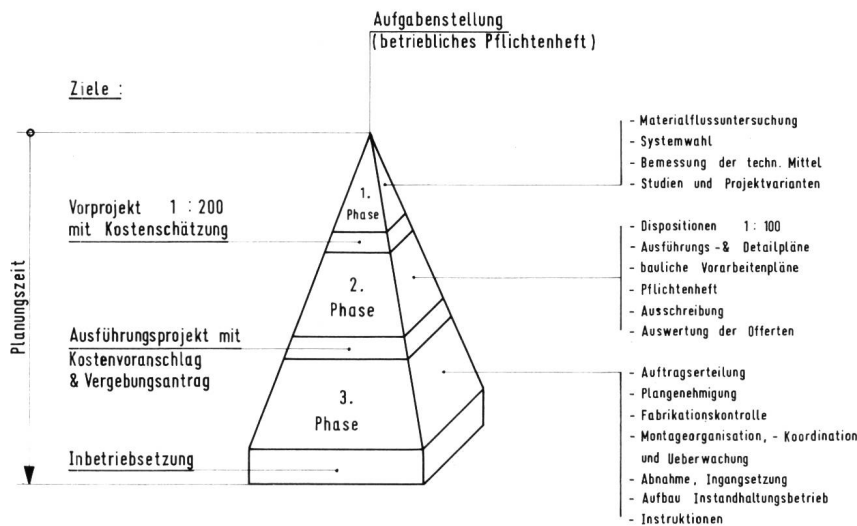 Aufgabenstellung
(betriebliches Pflichtenheft)
Ziele :
Planungszeit
Vorprojekt 1 : 200
mit Kostenschätzung
Ausführungsprojekt mit
Kostenvoranschlag
& Vergebungsantrag
Inbetriebsetzung
1.
Phase
2.
Phase
3.
Phase
- Materialflussuntersuchung
- Systemwahl
- Bemessung der techn. Mittel
- Studien und Projektvarianten
- Dispositionen 1 : 100
- Ausführungs -& Detailpläne
- bauliche Vorarbeitenpläne
- Pflichtenheft
- Ausschreibung
- Auswertung der Offerten
- Auftragserteilung
- Plangenehmigung
- Fabrikationskontrolle
- Montageorganisation, - Koordination
und Ueberwachung
- Abnahme, Ingangsetzung
- Aufbau Instandhaltungsbetrieb
- Instruktionen